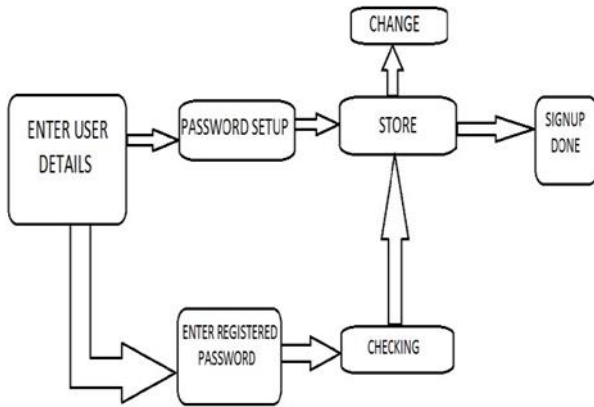 CHANGE
ENTER USER
DETAILS
PASSWORD SETUP
STORE
SIGNUP
DONE
ENTER REGISTERED
PASSWORD
CHECKING